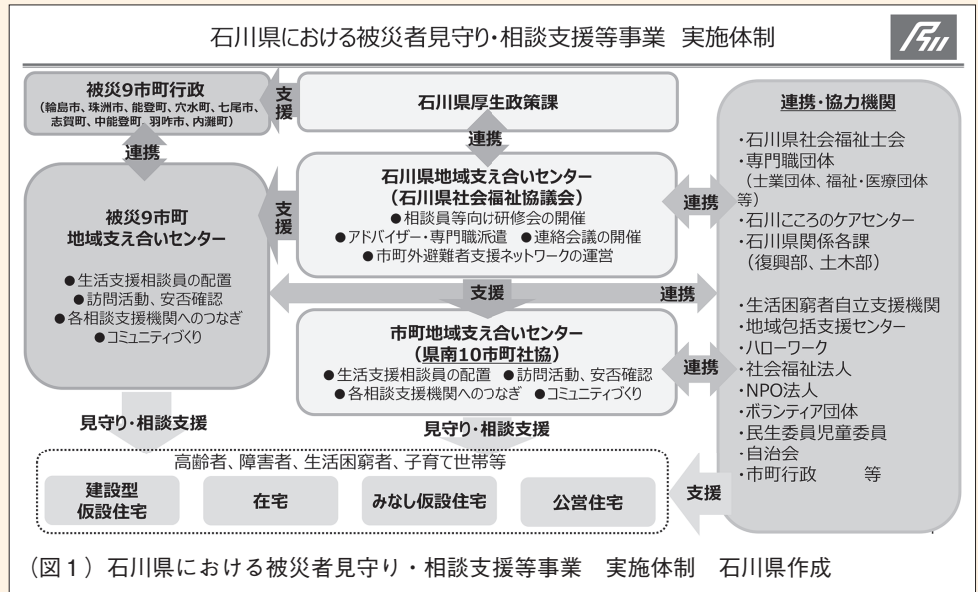 石川県における被災者見守り・相談支援等事業 実施体制
被災9市町行政
(輪島市、珠洲市、能登町、穴水町、七尾市、
志賀町、中能登町、羽咋市、内灘町)
支援
石川県厚生政策課
連携
連携
石川県地域支え合いセンター
(石川県社会福祉協議会)
●相談員等向け研修会の開催
●アドバイザー・専門職派遣 ●連絡会議の開催
●市町外避難者支援ネットワークの運営
支援
連携
被災9市町
地域支え合いセンター
●生活支援相談員の配置
●訪問活動、安否確認
●各相談支援機関へのつなぎ
●コミュニティづくり
支援
連携
市町地域支え合いセンター
(県南10市町社協)
●生活支援相談員の配置 ●訪問活動、安否確認
●各相談支援機関へのつなぎ ●コミュニティづくり
連携
連携・協力機関
・石川県社会福祉士会
・専門職団体
(士業団体、福祉・医療団体
等)
・石川こころのケアセンター
・石川県関係各課
(復興部、土木部)
・生活困窮者自立支援機関
・地域包括支援センター
・ハローワーク
・社会福祉法人
・NPO法人
・ボランティア団体
・民生委員児童委員
・自治会
・市町行政 等
見守り・相談支援
見守り・相談支援
高齢者、障害者、生活困窮者、子育て世帯等
建設型
仮設住宅
在宅
みなし仮設住宅
公営住宅
支援
(図1)石川県における被災者見守り・相談支援等事業 実施体制 石川県作成